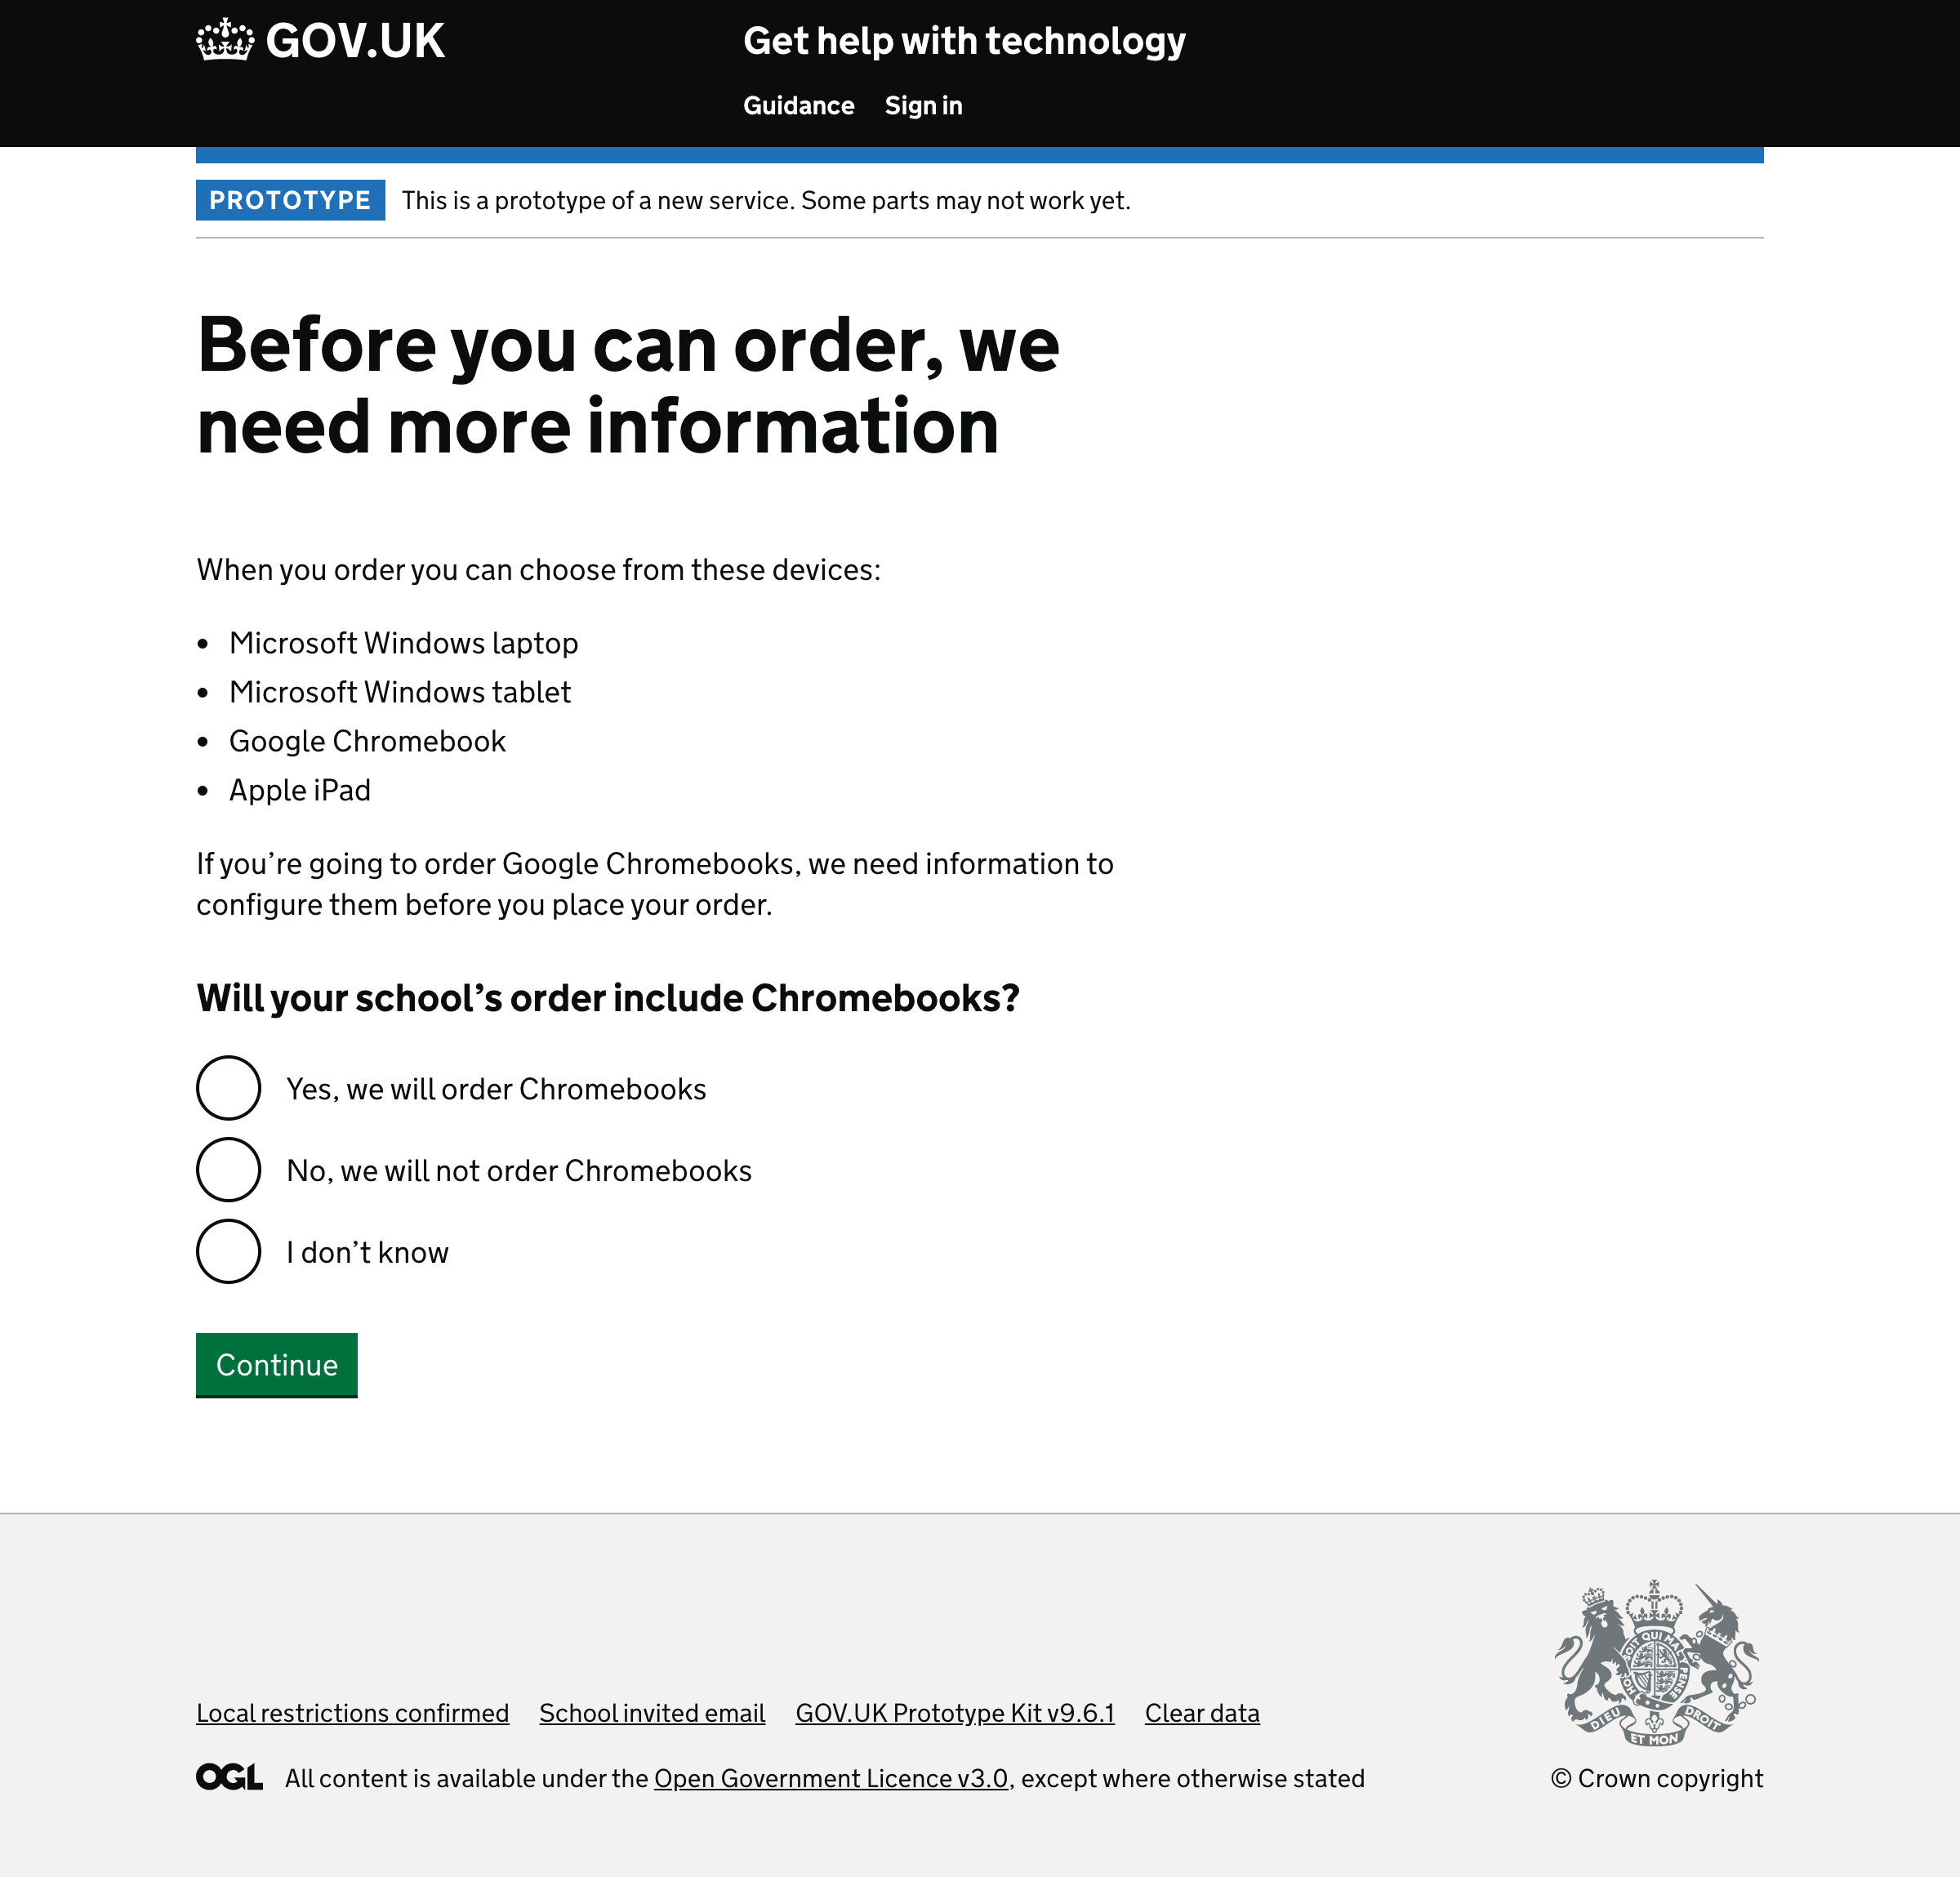 GOV.UK
Get help with technology
Guidance Sign in
PROTOTYPE This is a prototype of a new service. Some parts may not work yet.
Before you can order, we
need more information
When you order you can choose from these devices:
• Microsoft Windows laptop
• Microsoft Windows tablet
• Google Chromebook
• Apple iPad
If you’re going to order Google Chromebooks, we need information to
configure them before you place your order.
Will your school’s order include Chromebooks?
Yes, we will order Chromebooks
No, we will not order Chromebooks
I don’t know
Continue
Local restrictions confirmed School invited email GOV.UK Prototype Kit v9.6.1 Clear data
OGL All content is available under the Open Government Licence v3.0, except where otherwise stated
DIEU ET MON DROIT
© Crown copyright